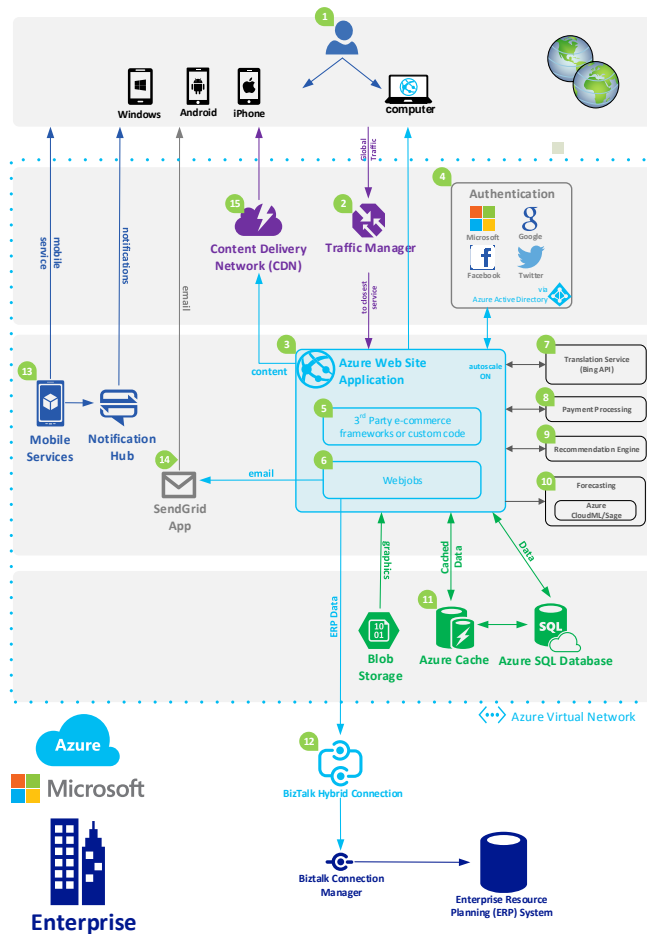 1
Windows
Android
iPhone
computer
Global
Traffic
4
Authentication
Microsoft
g
Google
f
Facebook
Twitter
via
Azure Active Directory
15
Content Delivery
Network (CDN)
2
Traffic Manager
mobile
service
notifications
email
to closest
service
3
Azure Web Site
Application
autoscale
ON
content
5
3rd Party e-commerce
frameworks or custom code
6
Webjobs
7
Translation Service
(Bing API)
8
Payment Processing
9
Recommendation Engine
10
Forecasting
Azure
CloudML/Sage
13
Mobile
Services
Notification
Hub
14
email
SendGrid
App
graphics
Cached
Data
Data
ERP Data
10
01
Blob
Storage
11
Azure Cache
SQL
Azure SQL Database
Azure Virtual Network
Azure
Microsoft
12
BizTalk Hybrid Connection
Biztalk Connection
Manager
Enterprise Resource
Planning (ERP) System
Enterprise